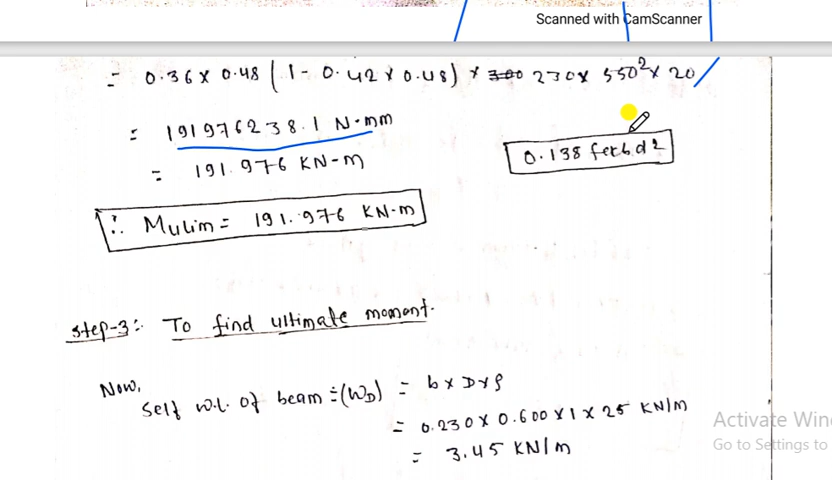 Scanned with CamScanner
= 0.36 x 0.48 ( 1 - 0.42 x 0.48) x 230 x 550² x 20
= 191976238.1 N-mm
= 191.976 KN-m
0.138 fck b.d²
∴ Mulim = 191.976 KN-m
Step-3:- To find ultimate moment.
Now,
Self wt. of beam :- (WD) = b x D x ρ
= 0.230 x 0.600 x 1 x 25 KN/m
= 3.45 KN/m
Activate Win
Go to Settings to